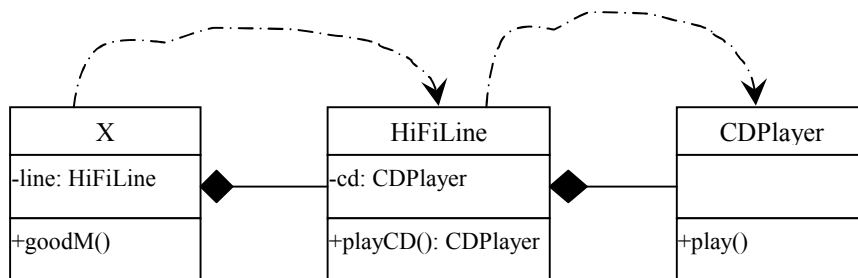 X
-line: HiFiLine
+goodM()
HiFiLine
-cd: CDPlayer
+playCD(): CDPlayer
CDPlayer
+play()